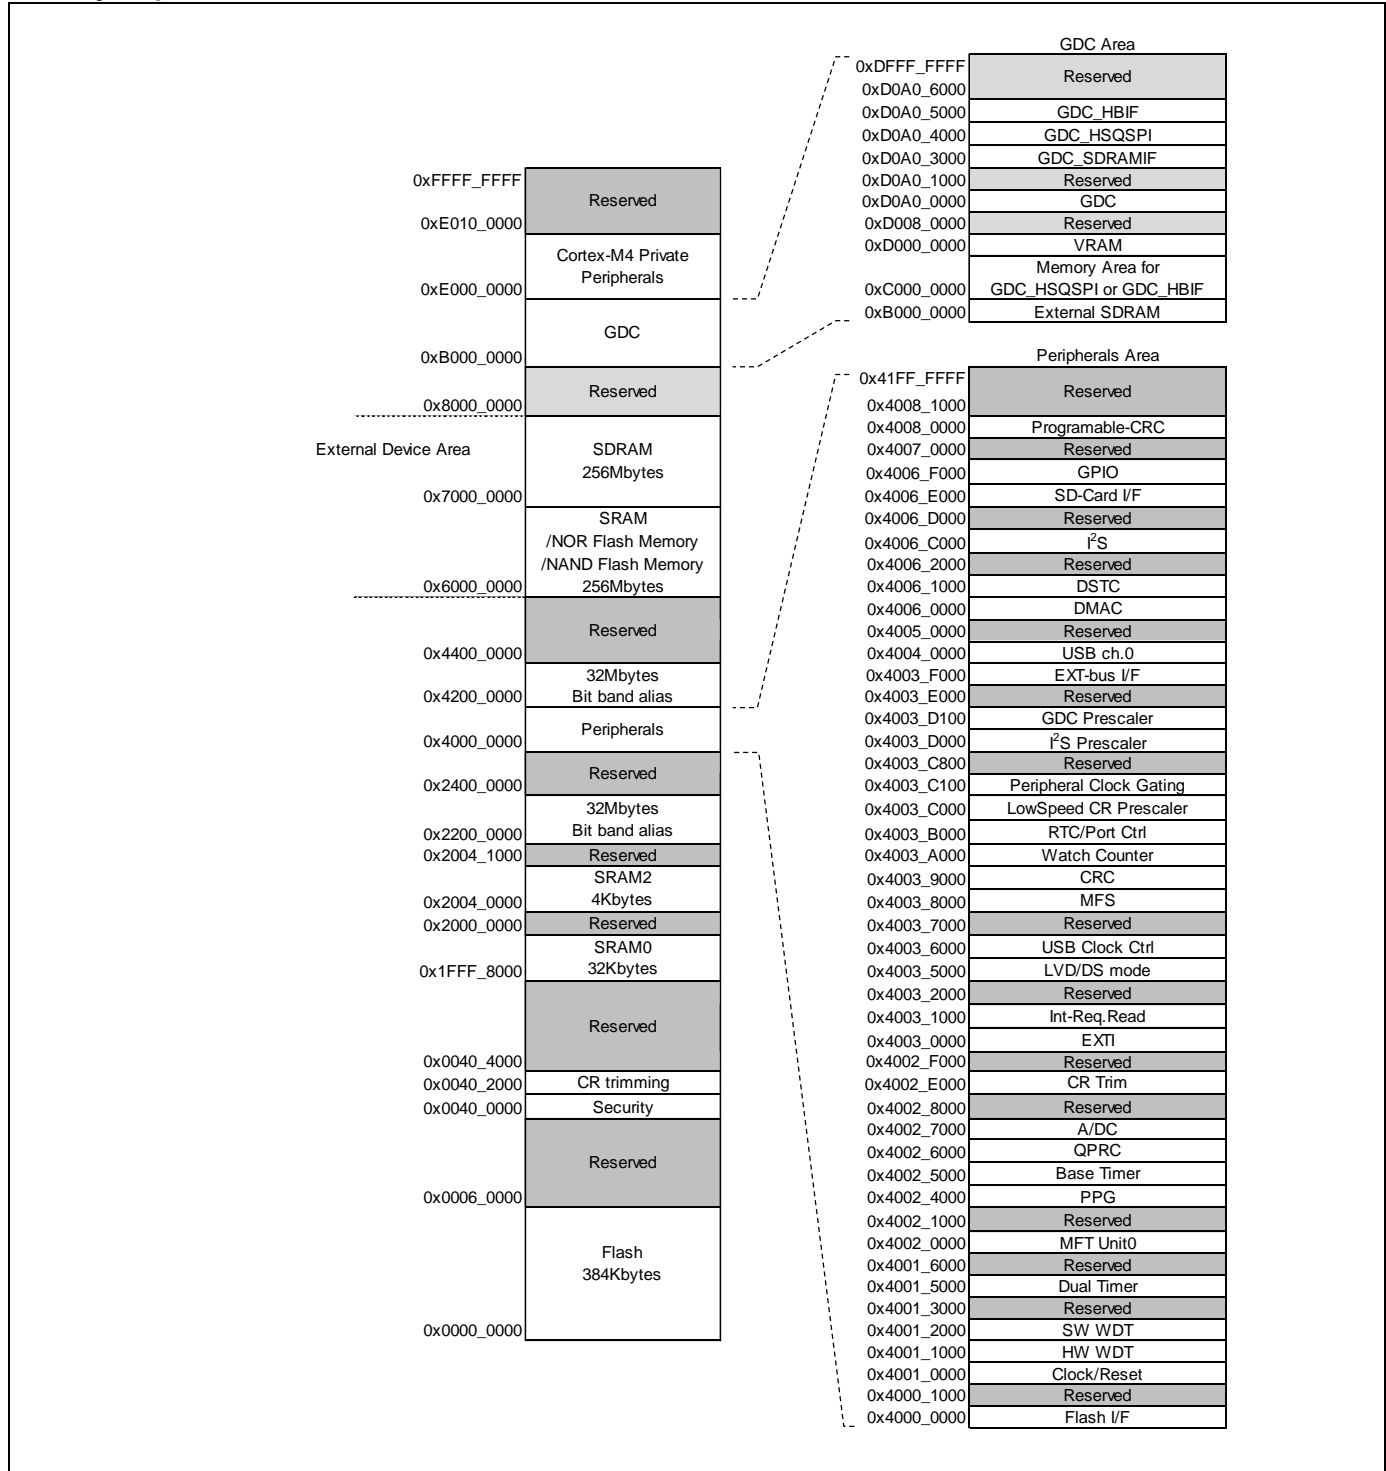 0xFFFF_FFFF
Reserved
0xE010_0000
Cortex-M4 Private
Peripherals
0xE000_0000
GDC
0xB000_0000
Reserved
0x8000_0000
External Device Area
SDRAM
256Mbytes
0x7000_0000
SRAM
/NOR Flash Memory
/NAND Flash Memory
0x6000_0000 256Mbytes
Reserved
0x4400_0000
32Mbytes
0x4200_0000 Bit band alias
Peripherals
0x4000_0000
Reserved
0x2400_0000
32Mbytes
0x2200_0000 Bit band alias
0x2004_1000 Reserved
SRAM2
0x2004_0000 4Kbytes
0x2000_0000 Reserved
SRAM0
0x1FFF_8000 32Kbytes
Reserved
0x0040_4000
0x0040_2000 CR trimming
0x0040_0000 Security
Reserved
0x0006_0000
Flash
384Kbytes
0x0000_0000
GDC Area
0xDFFF_FFFF
Reserved
0xD0A0_6000
0xD0A0_5000 GDC_HBIF
0xD0A0_4000 GDC_HSQSPI
0xD0A0_3000 GDC_SDRAMIF
0xD0A0_1000 Reserved
0xD0A0_0000 GDC
0xD008_0000 Reserved
0xD000_0000 VRAM
Memory Area for
0xC000_0000 GDC_HSQSPI or GDC_HBIF
0xB000_0000 External SDRAM
Peripherals Area
0x41FF_FFFF
Reserved
0x4008_1000
0x4008_0000 Programable-CRC
0x4007_0000 Reserved
0x4006_F000 GPIO
0x4006_E000 SD-Card I/F
0x4006_D000 Reserved
0x4006_C000 I²S
0x4006_2000 Reserved
0x4006_1000 DSTC
0x4006_0000 DMAC
0x4005_0000 Reserved
0x4004_0000 USB ch.0
0x4003_F000 EXT-bus I/F
0x4003_E000 Reserved
0x4003_D100 GDC Prescaler
0x4003_D000 I²S Prescaler
0x4003_C800 Reserved
0x4003_C100 Peripheral Clock Gating
0x4003_C000 LowSpeed CR Prescaler
0x4003_B000 RTC/Port Ctrl
0x4003_A000 Watch Counter
0x4003_9000 CRC
0x4003_8000 MFS
0x4003_7000 Reserved
0x4003_6000 USB Clock Ctrl
0x4003_5000 LVD/DS mode
0x4003_2000 Reserved
0x4003_1000 Int-Req.Read
0x4003_0000 EXTI
0x4002_F000 Reserved
0x4002_E000 CR Trim
0x4002_8000 Reserved
0x4002_7000 A/DC
0x4002_6000 QPRC
0x4002_5000 Base Timer
0x4002_4000 PPG
0x4002_1000 Reserved
0x4002_0000 MFT Unit0
0x4001_6000 Reserved
0x4001_5000 Dual Timer
0x4001_3000 Reserved
0x4001_2000 SW WDT
0x4001_1000 HW WDT
0x4001_0000 Clock/Reset
0x4000_1000 Reserved
0x4000_0000 Flash I/F